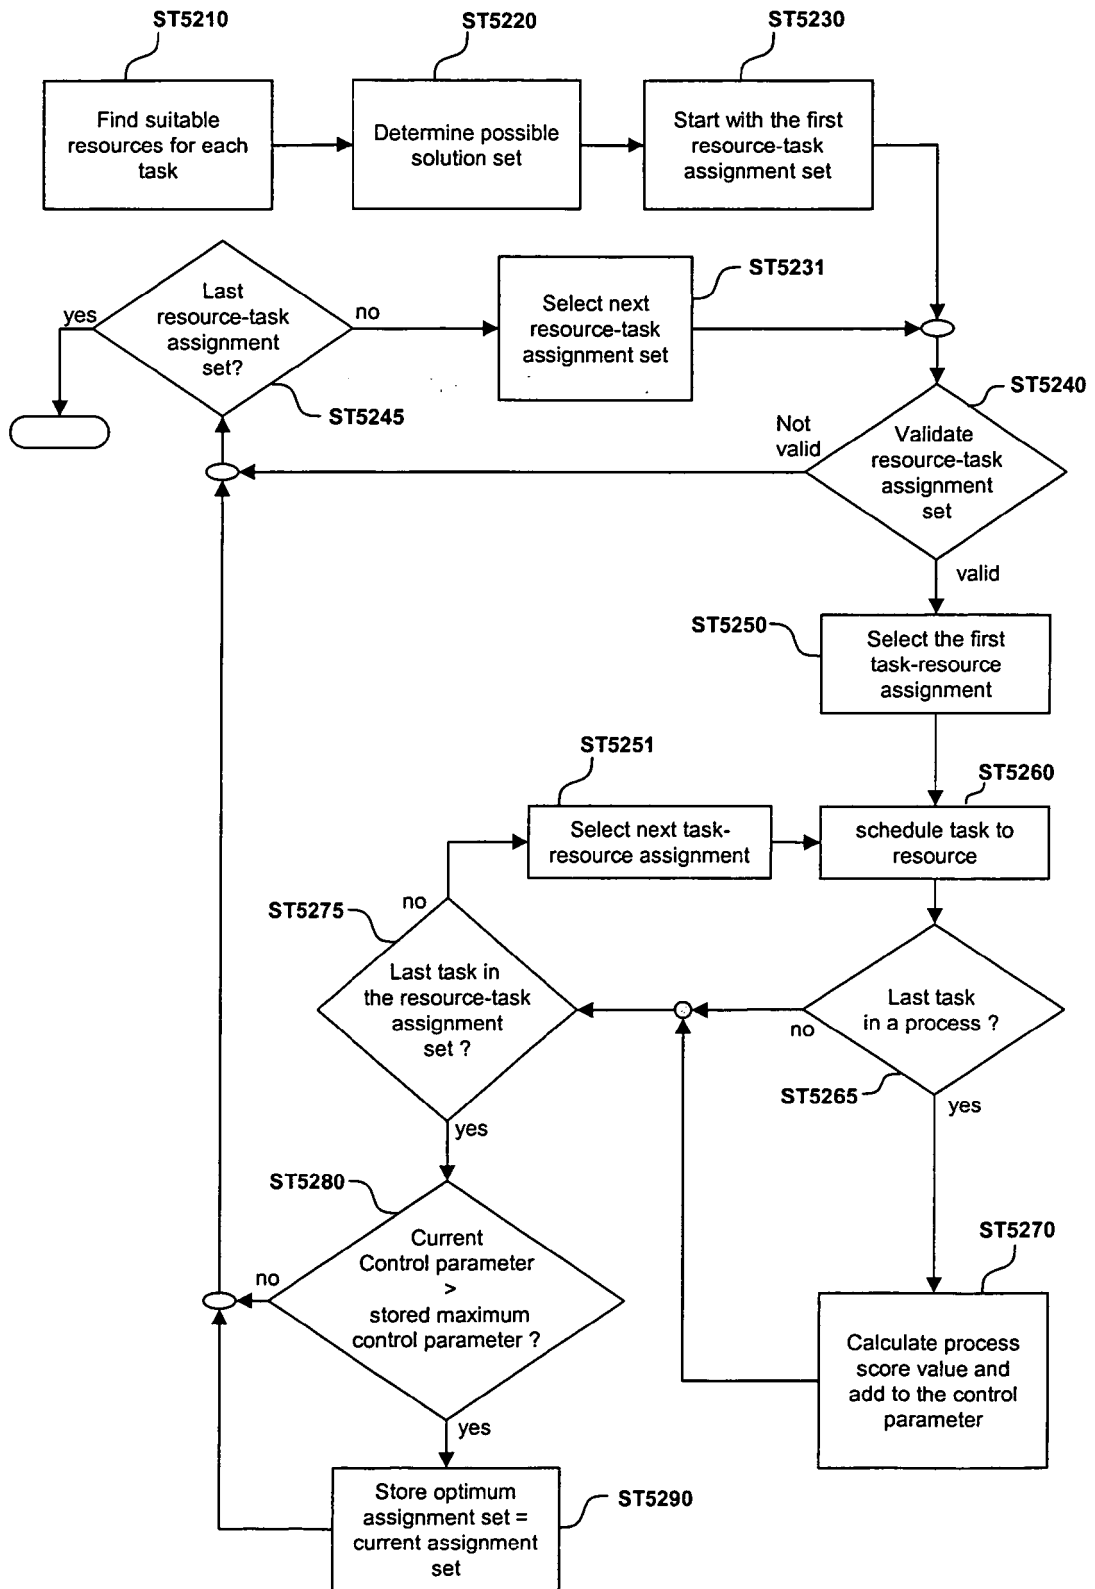 ST5210
ST5220
ST5230
Find suitable
resources for each
task
Determine possible
solution set
Start with the first
resource-task
assignment set
ST5231
Last
resource-task
assignment
set?
yes
no
Select next
resource-task
assignment set
ST5245
ST5240
Not
valid
Validate
resource-task
assignment
set
valid
ST5250
Select the first
task-resource
assignment
ST5251
ST5260
Select next task-
resource assignment
schedule task to
resource
ST5275
no
Last task in
the resource-task
assignment
set ?
Last task
in a process ?
no
ST5265
yes
yes
ST5280
Current
Control parameter
>
stored maximum
control parameter ?
no
ST5270
Calculate process
score value and
add to the control
parameter
yes
Store optimum
assignment set =
current assignment
set
ST5290